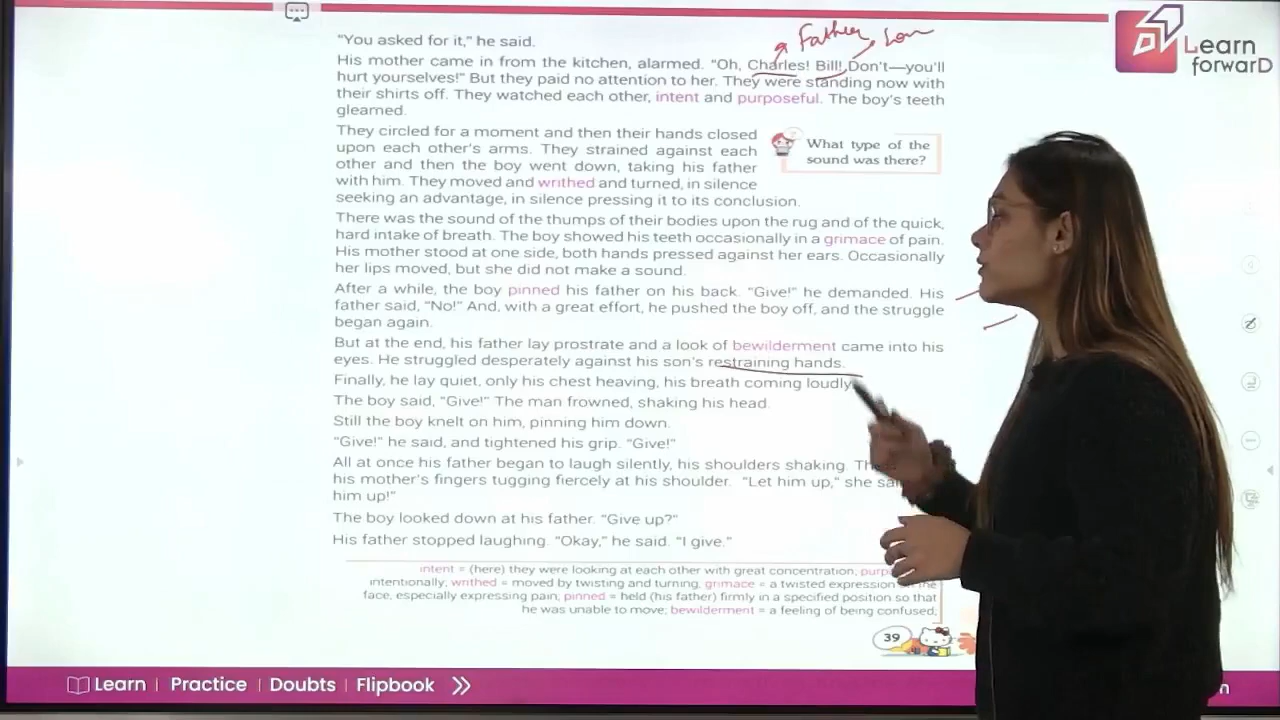 Father
Son
Learn
forwarD
"You asked for it," he said.
His mother came in from the kitchen, alarmed. "Oh, Charles! Bill! Don't—you'll
hurt yourselves!" But they paid no attention to her. They were standing now with
their shirts off. They watched each other, intent and purposeful. The boy's teeth
gleamed.
They circled for a moment and then their hands closed
upon each other's arms. They strained against each
other and then the boy went down, taking his father
with him. They moved and writhed and turned, in silence
seeking an advantage, in silence pressing it to its conclusion.
What type of the
sound was there?
There was the sound of the thumps of their bodies upon the rug and of the quick,
hard intake of breath. The boy showed his teeth occasionally in a grimace of pain.
His mother stood at one side, both hands pressed against her ears. Occasionally
her lips moved, but she did not make a sound.
After a while, the boy pinned his father on his back. "Give!" he demanded. His
father said, "No!" And, with a great effort, he pushed the boy off, and the struggle
began again.
But at the end, his father lay prostrate and a look of bewilderment came into his
eyes. He struggled desperately against his son's restraining hands.
Finally, he lay quiet, only his chest heaving, his breath coming loudly
The boy said, "Give!" The man frowned, shaking his head.
Still the boy knelt on him, pinning him down.
"Give!" he said, and tightened his grip. "Give!"
All at once his father began to laugh silently, his shoulders shaking.
his mother's fingers tugging fiercely at his shoulder. "Let him up," she
him up!"
The boy looked down at his father. "Give up?"
His father stopped laughing. "Okay," he said. "I give."
intent = (here) they were looking at each other with great concentration;
intentionally; writhed = moved by twisting and turning; grimace = a twisted expression the
face, especially expressing pain; pinned = held (his father) firmly in a specified position so that
he was unable to move; bewilderment = a feeling of being confused;
39
Learn | Practice | Doubts | Flipbook